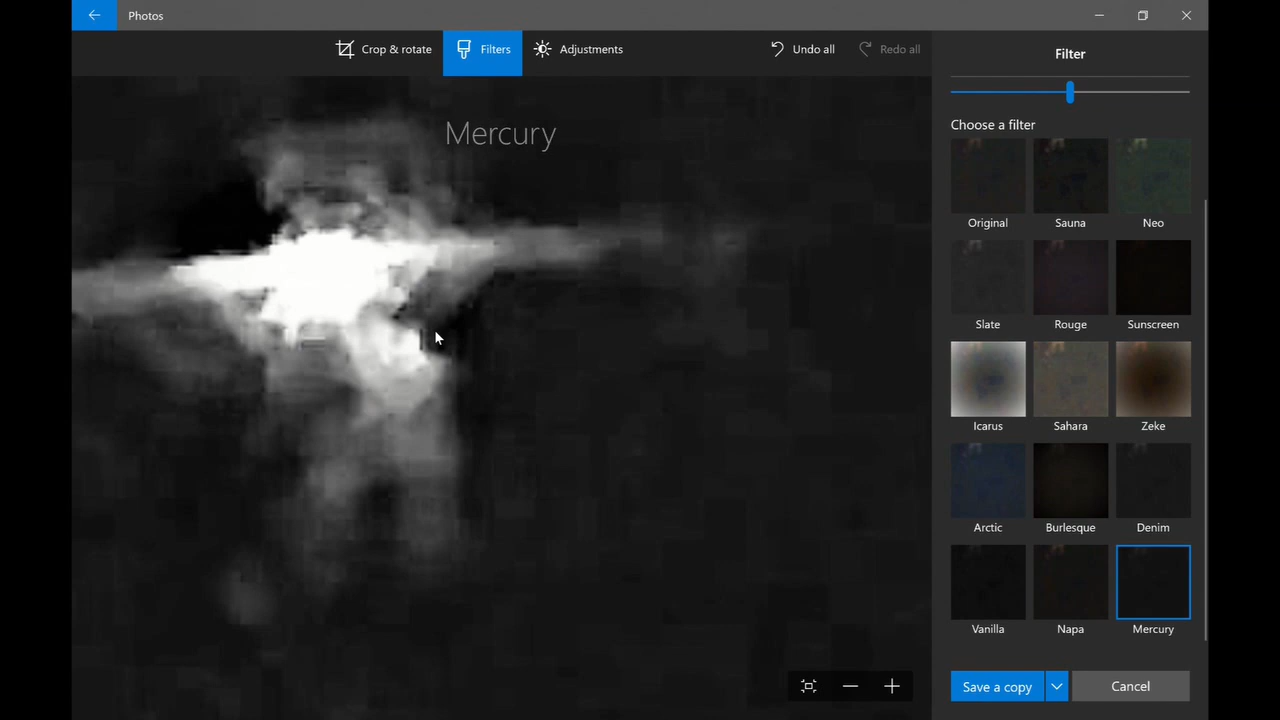 Photos
Crop & rotate
Filters
Adjustments
Undo all
Redo all
Filter
Mercury
Choose a filter
Original
Sauna
Neo
Slate
Rouge
Sunscreen
Icarus
Sahara
Zeke
Arctic
Burlesque
Denim
Vanilla
Napa
Mercury
Save a copy
Cancel